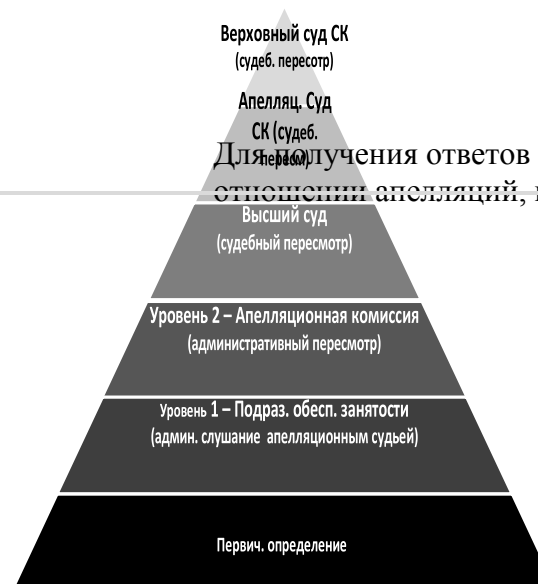 Верховный суд СК
(судеб. пересотр)
Апелляц. Суд
СК (судеб.
пересм)
Для получения ответов
отношении апелляций,
Высший суд
(судебный пересмотр)
Уровень 2 – Апелляционная комиссия
(административный пересмотр)
Уровень 1 – Подраз. обесп. занятости
(админ. слушание апелляционным судьей)
Первич. определение